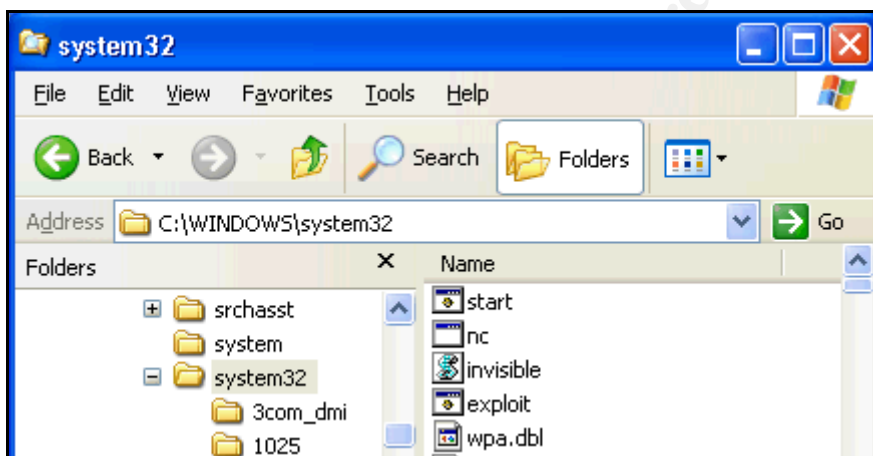 system32
File Edit View Favorites Tools Help
Back Search Folders
Address C:\WINDOWS\system32 Go
Folders X Name
srchasst
system
system32
3com_dmi
1025
start
nc
invisible
exploit
wpa.dbl